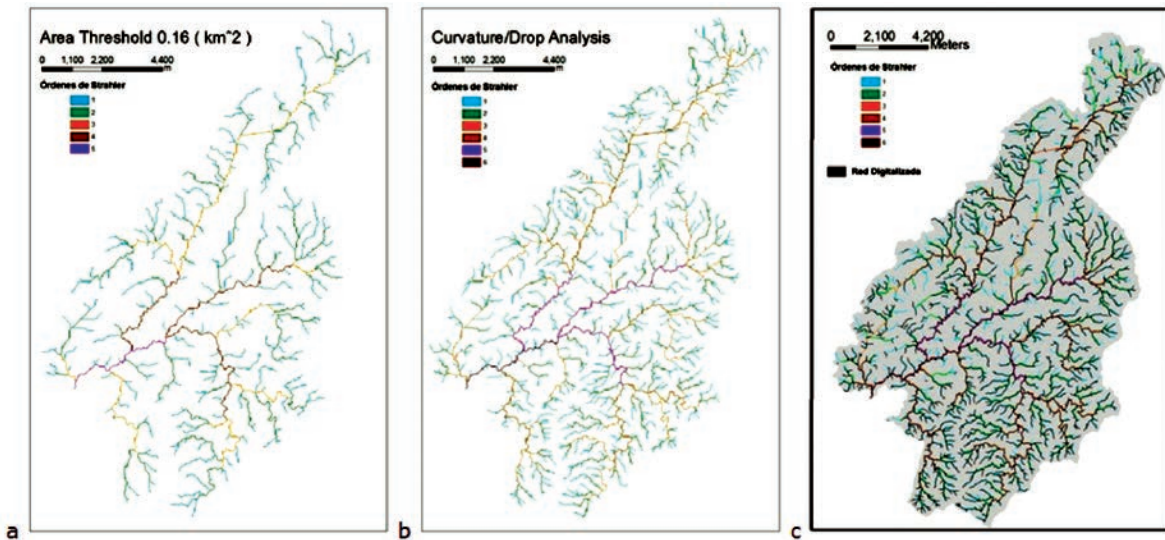 Area Threshold 0.16 ( km^2 )
0 1,100 2,200 4,400
m
Órdenes de Strahler
1
2
3
4
5
a
Curvature/Drop Analysis
0 1,100 2,200 4,400
m
Órdenes de Strahler
1
2
3
4
5
6
b
0 2,100 4,200
Meters
Órdenes de Strahler
1
2
3
4
5
6
Red Digitalizada
c